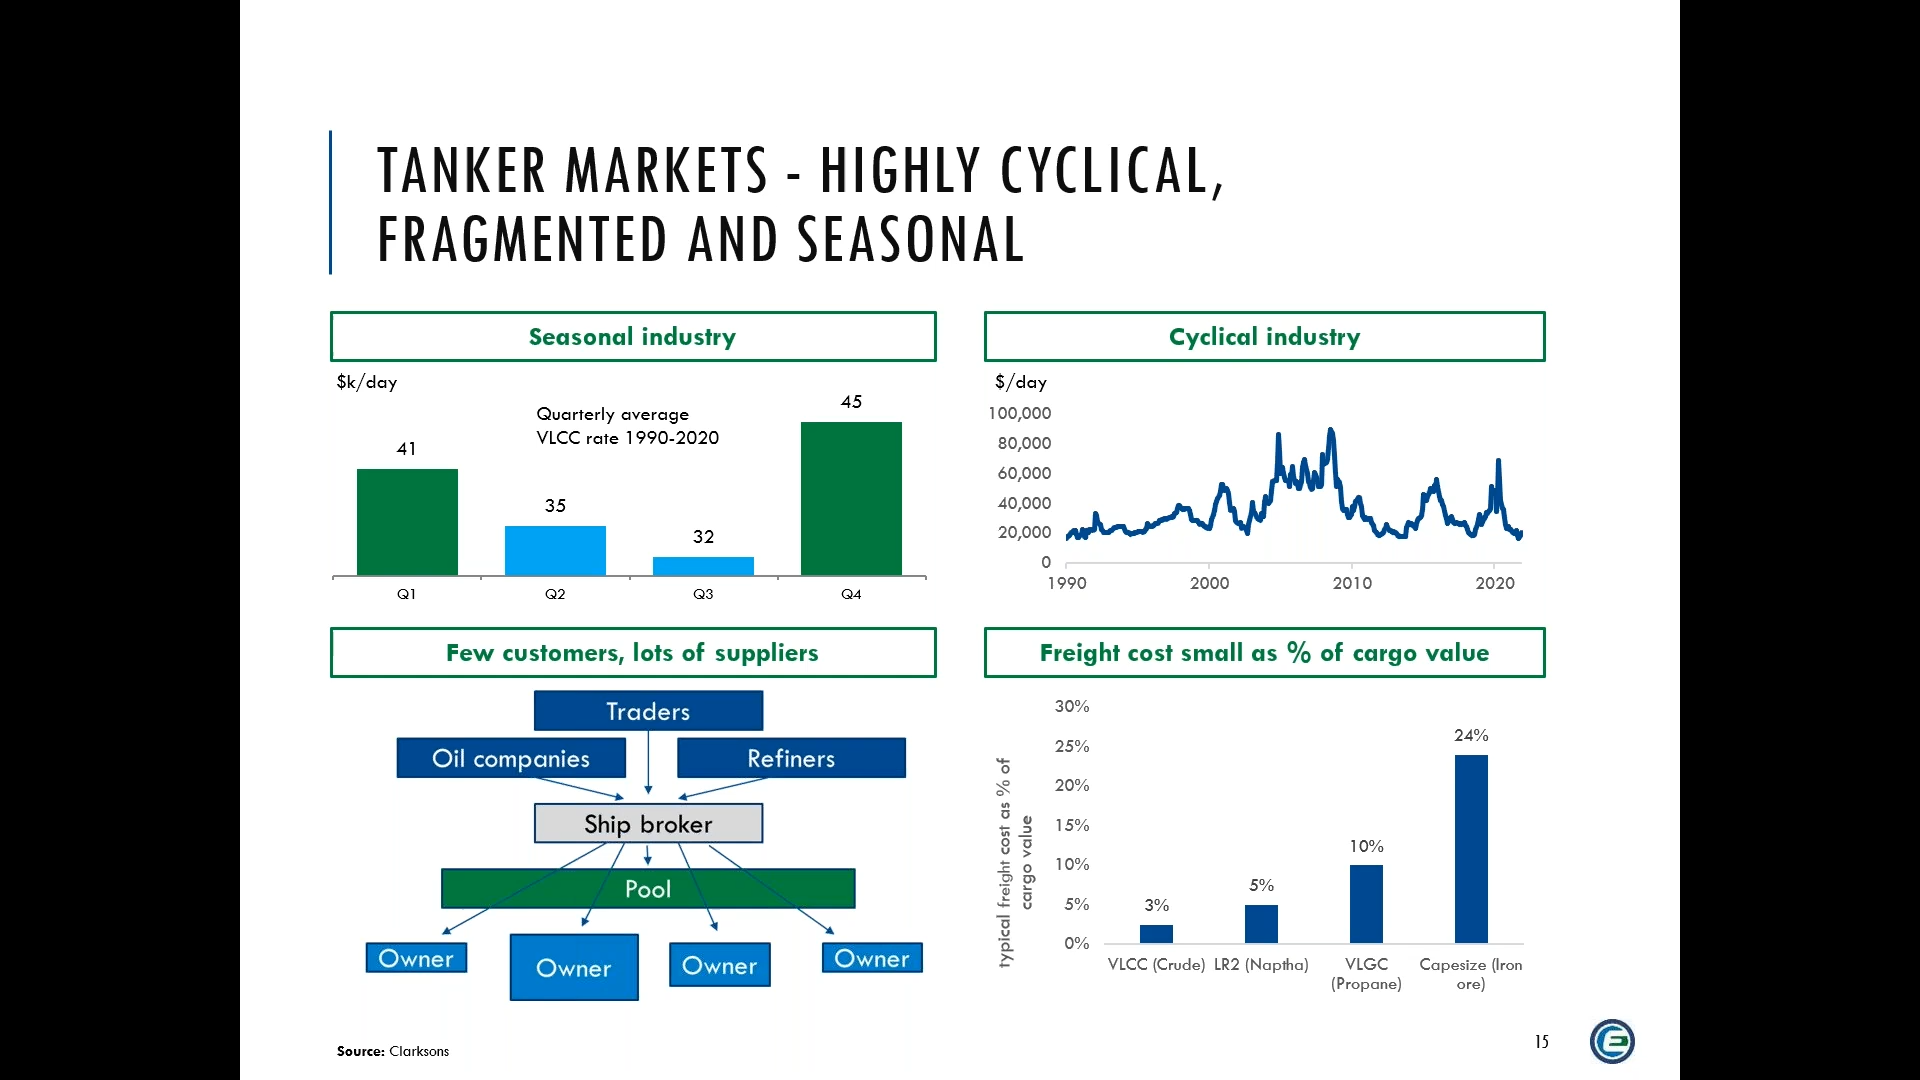 TANKER MARKETS - HIGHLY CYCLICAL,
FRAGMENTED AND SEASONAL
Seasonal industry
$k/day
Quarterly average
VLCC rate 1990-2020
41
35
32
45
Q1 Q2 Q3 Q4
Cyclical industry
$/day
100,000
80,000
60,000
40,000
20,000
0
1990 2000 2010 2020
Few customers, lots of suppliers
Traders
Oil companies Refiners
Ship broker
Pool
Owner Owner Owner Owner
Freight cost small as % of cargo value
typical freight cost as % of
cargo value
30%
25%
20%
15%
10%
5%
0%
3%
5%
10%
24%
VLCC (Crude) LR2 (Naptha) VLGC Capesize (Iron
(Propane) ore)
Source: Clarksons
15